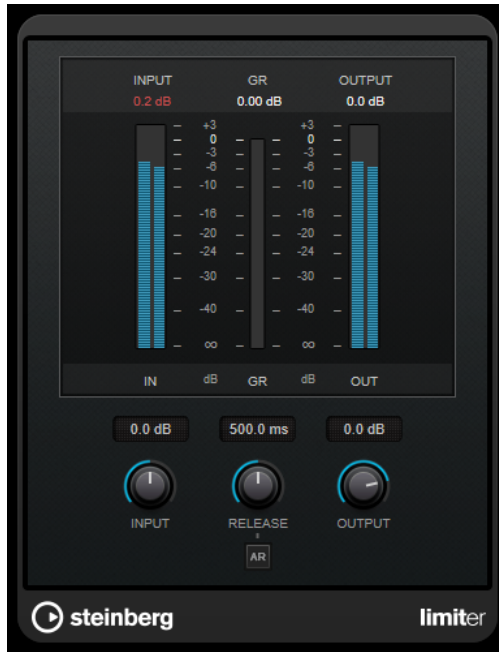 INPUT GR OUTPUT
0.2 dB 0.00 dB 0.0 dB
+3 +3
0 0
-3 -3
-6 -6
-10 -10
-16 -16
-20 -20
-24 -24
-30 -30
-40 -40
∞ ∞
IN dB GR dB OUT
0.0 dB 500.0 ms 0.0 dB
INPUT RELEASE OUTPUT
AR
steinberg limiter